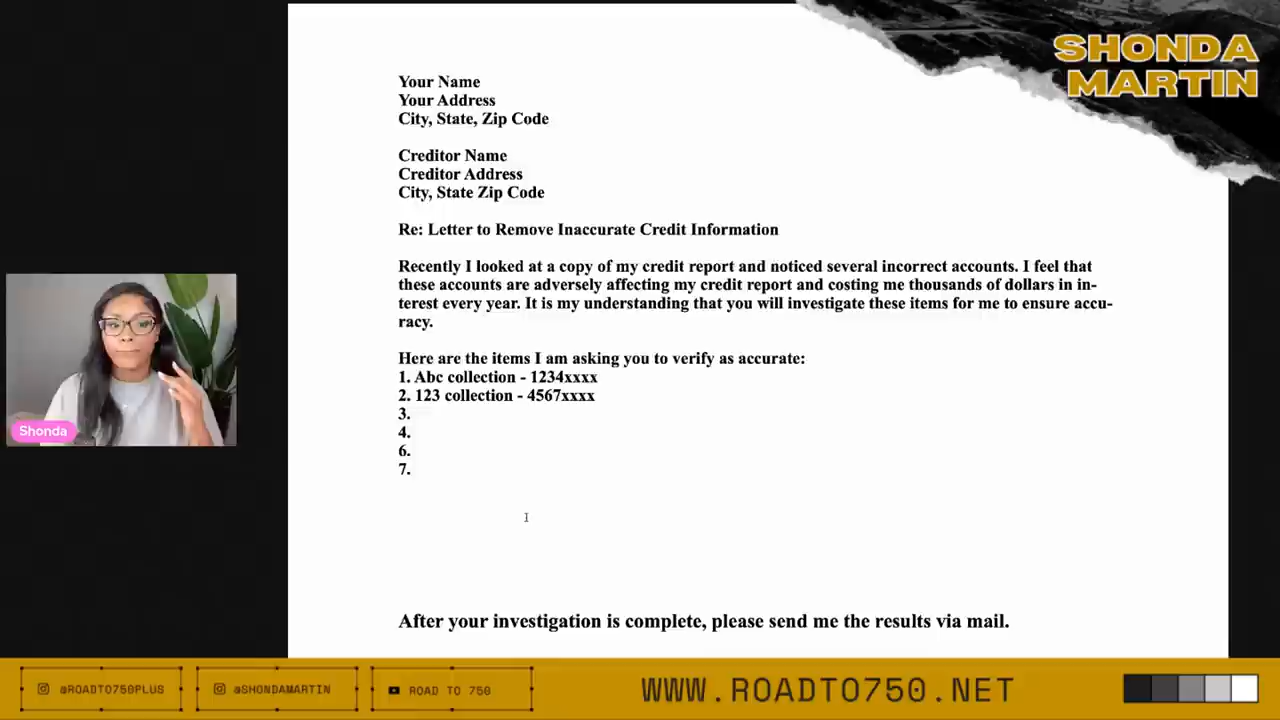 SHONDA
MARTIN
Your Name
Your Address
City, State, Zip Code
Creditor Name
Creditor Address
City, State Zip Code
Re: Letter to Remove Inaccurate Credit Information
Recently I looked at a copy of my credit report and noticed several incorrect accounts. I feel that
these accounts are adversely affecting my credit report and costing me thousands of dollars in in-
terest every year. It is my understanding that you will investigate these items for me to ensure accu-
racy.
Here are the items I am asking you to verify as accurate:
1. Abc collection - 1234xxxx
2. 123 collection - 4567xxxx
3.
4.
6.
7.
After your investigation is complete, please send me the results via mail.
Shonda
@ROADTO750PLUS
@SHONDAMARTIN
ROAD TO 750
WWW.ROADTO750.NET